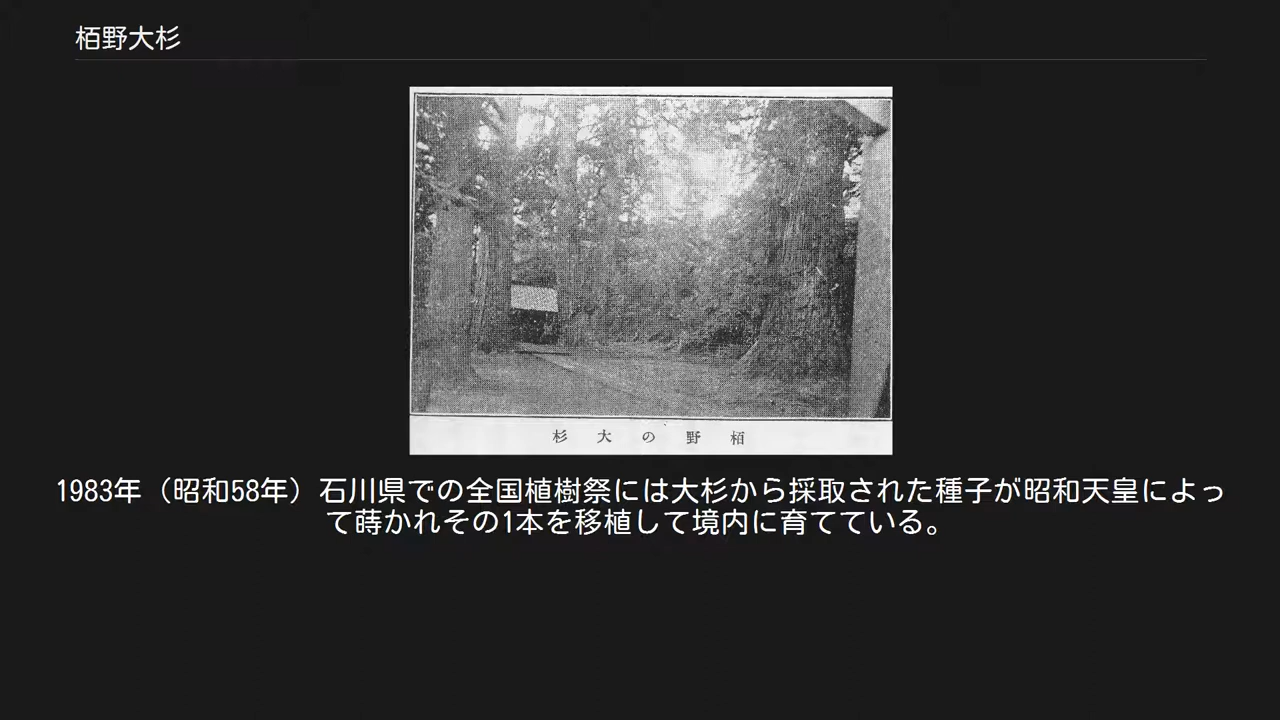 栢野大杉
杉大の野栢
1983年（昭和58年）石川県での全国植樹祭には大杉から採取された種子が昭和天皇によっ
て蒔かれその1本を移植して境内に育てている。